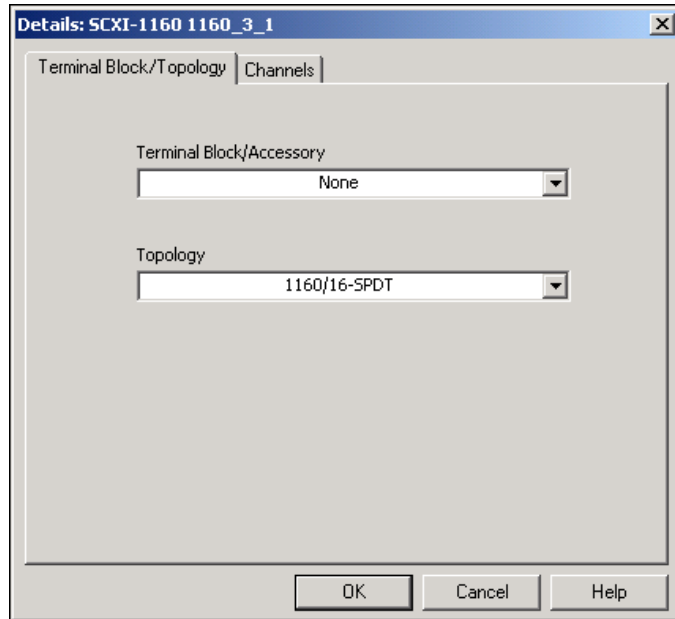 Details: SCXI-1160 1160_3_1
Terminal Block/Topology Channels
Terminal Block/Accessory
None
Topology
1160/16-SPDT
OK Cancel Help